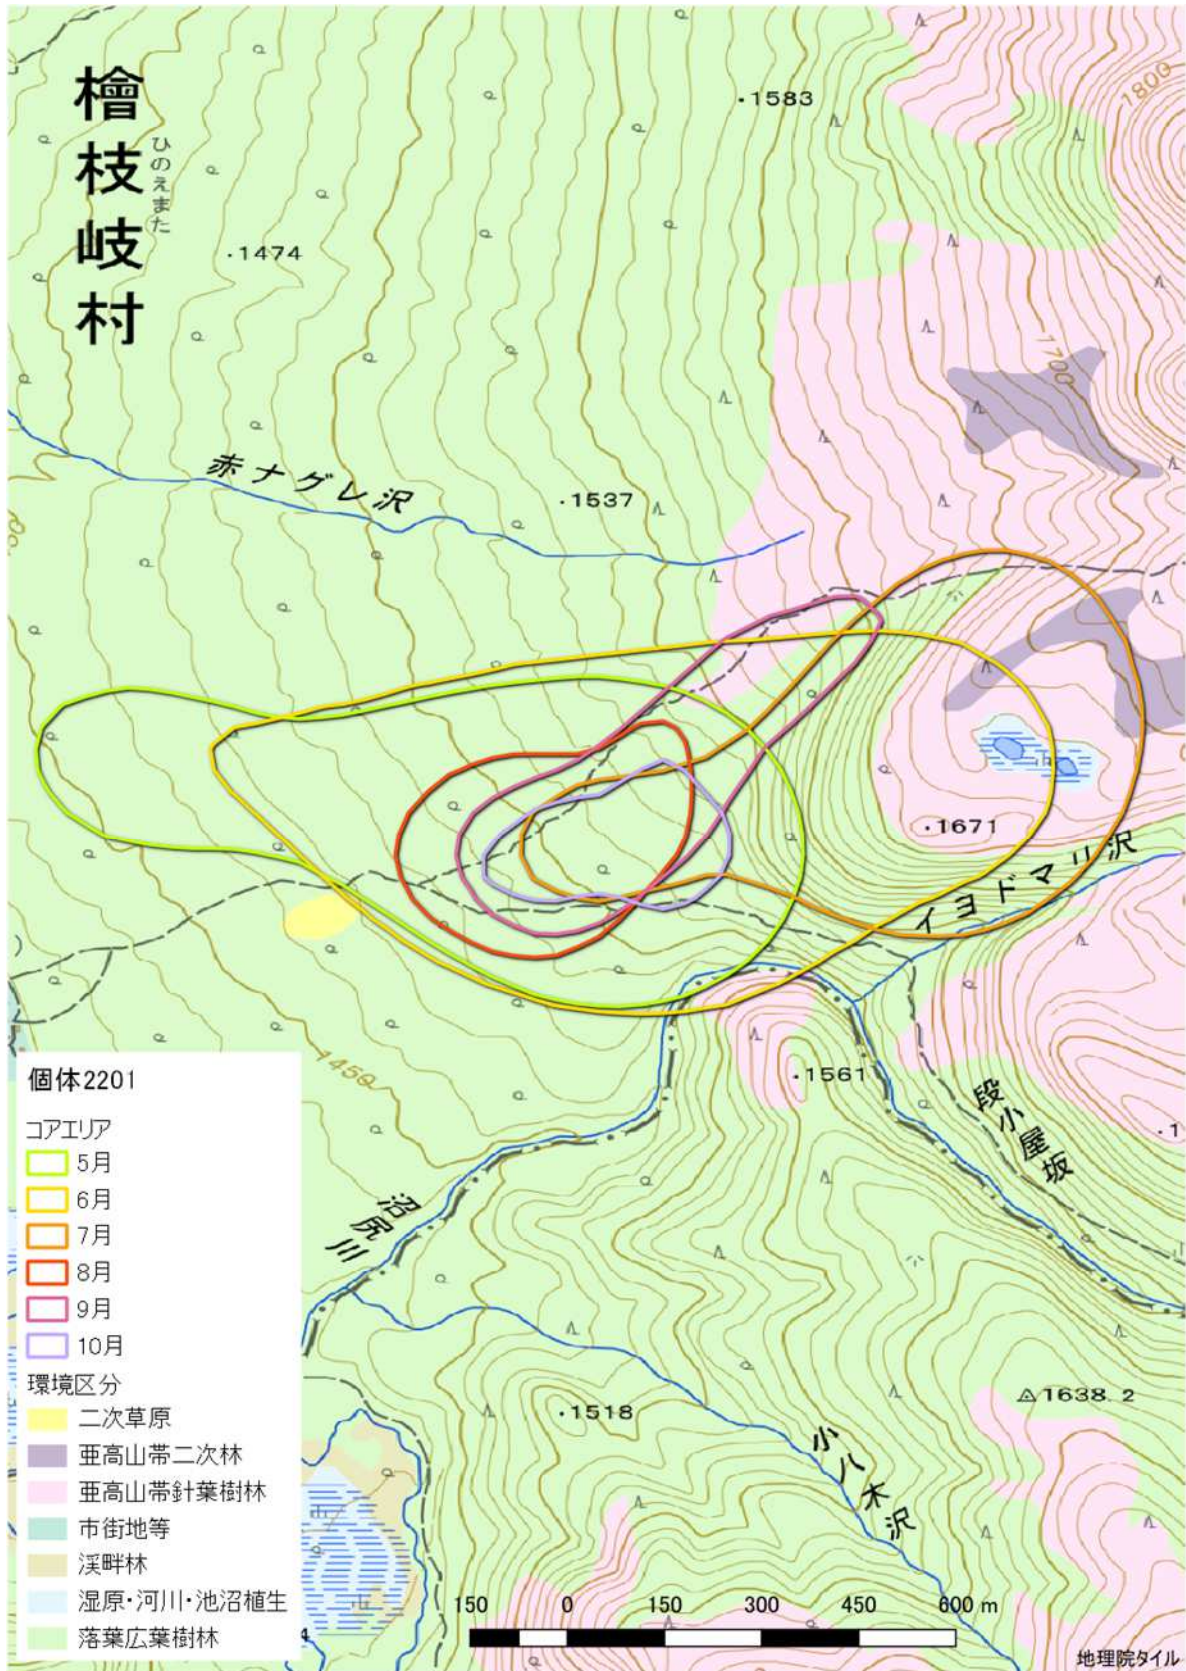 檜枝岐村
ひのえまた
・1583
1800
・1474
1700
赤ナグレ沢
・1537
・1671
イヨドマリ沢
1450
・1561
段小屋坂
沼尻川
個体2201
コアエリア
5月
6月
7月
8月
9月
10月
環境区分
二次草原
亜高山帯二次林
亜高山帯針葉樹林
市街地等
渓畔林
湿原・河川・池沼植生
落葉広葉樹林
・1518
1638.2
小八木沢
150 0 150 300 450 600 m
地理院タイル